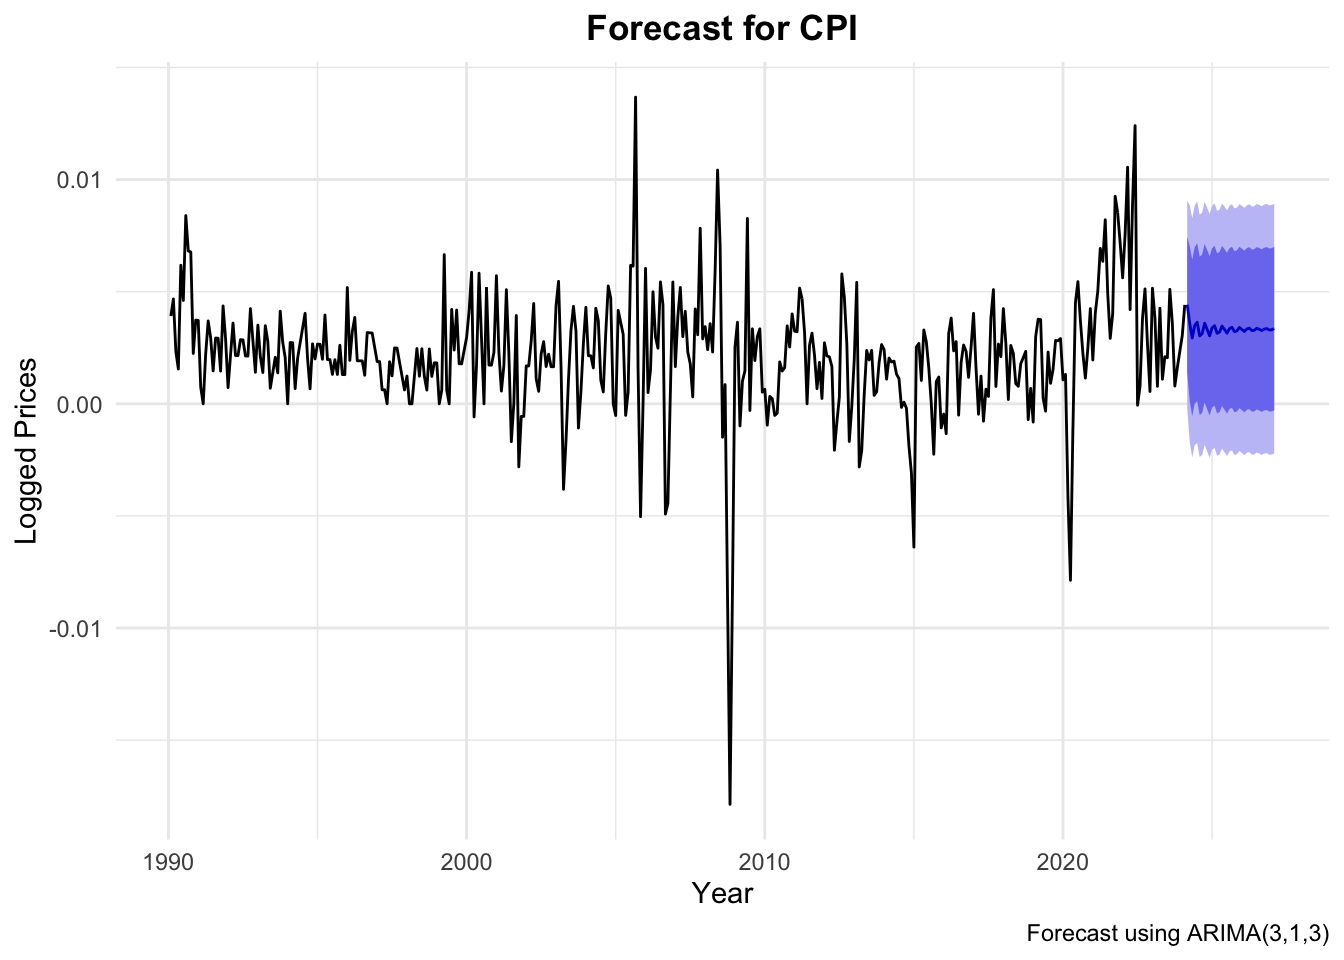 Forecast for CPI
Logged Prices
0.01
0.00
-0.01
1990 2000 2010 2020
Year
Forecast using ARIMA(3,1,3)